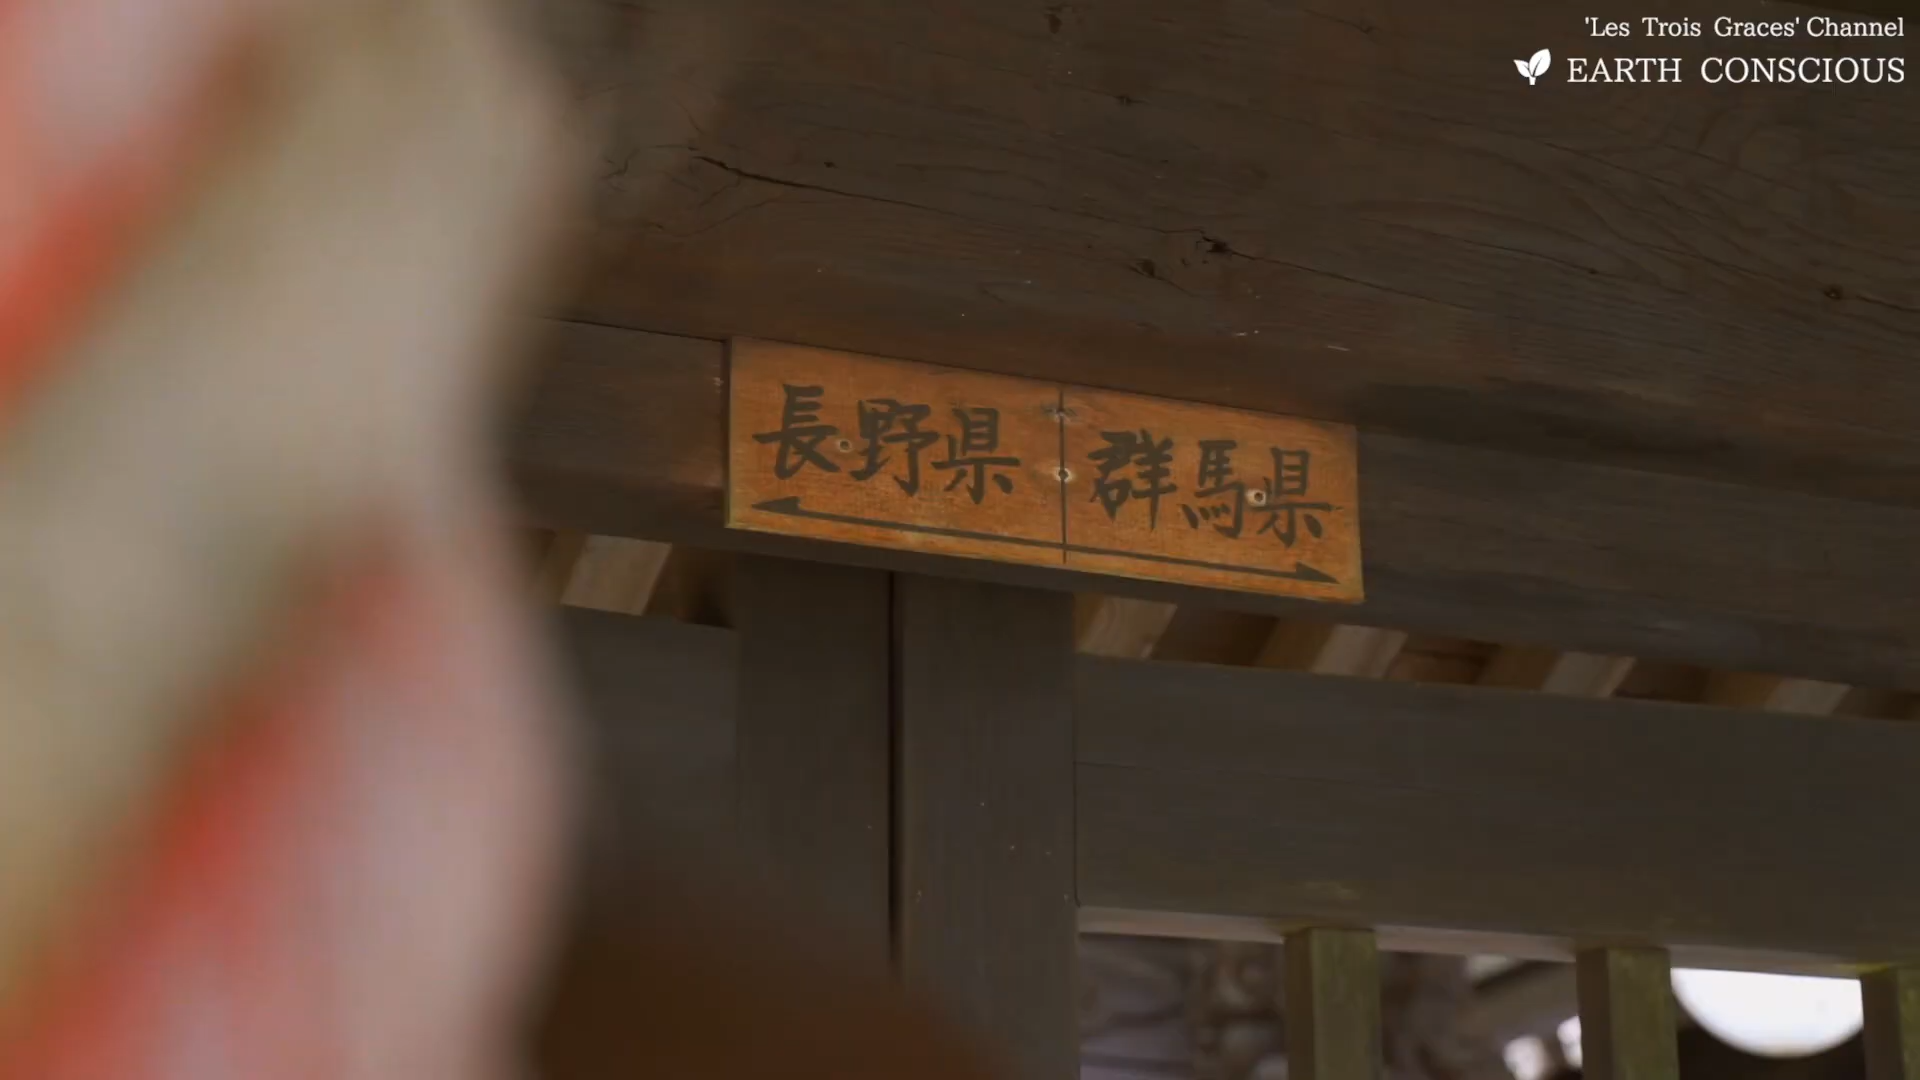 'Les Trois Graces' Channel
EARTH CONSCIOUS
長野県 群馬県